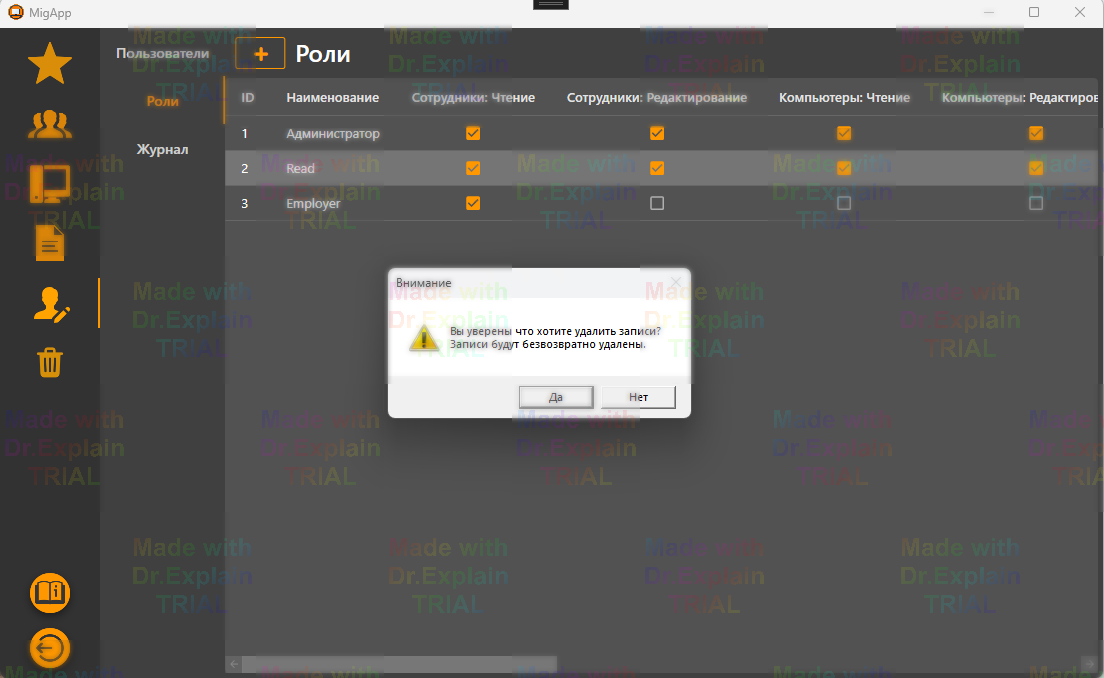 MigApp
Пользователи
Роли
Журнал
+ Роли
ID Наименование Сотрудники: Чтение Сотрудники: Редактирование Компьютеры: Чтение Компьютеры: Редактиров
1 Администратор
2 Read
3 Employer
Внимание
Вы уверены что хотите удалить записи?
Записи будут безвозвратно удалены.
Да Нет
Made with
Dr.Explain
TRIAL